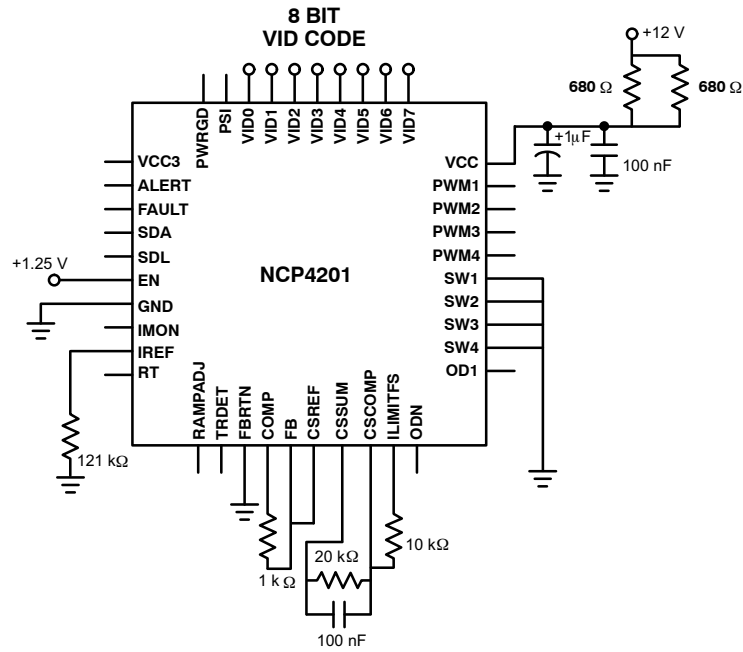 8 BIT
VID CODE
+12 V
680 Ω
680 Ω
+1μF
100 nF
PWRGD
PSI
VID0
VID1
VID2
VID3
VID4
VID5
VID6
VID7
VCC3
ALERT
FAULT
SDA
SDL
+1.25 V
EN
GND
IMON
IREF
RT
121 kΩ
NCP4201
VCC
PWM1
PWM2
PWM3
PWM4
SW1
SW2
SW3
SW4
OD1
RAMPADJ
TRDET
FBRTN
COMP
FB
CSREF
CSSUM
CSCOMP
ILIMITFS
ODN
1 k Ω
20 kΩ
10 kΩ
100 nF